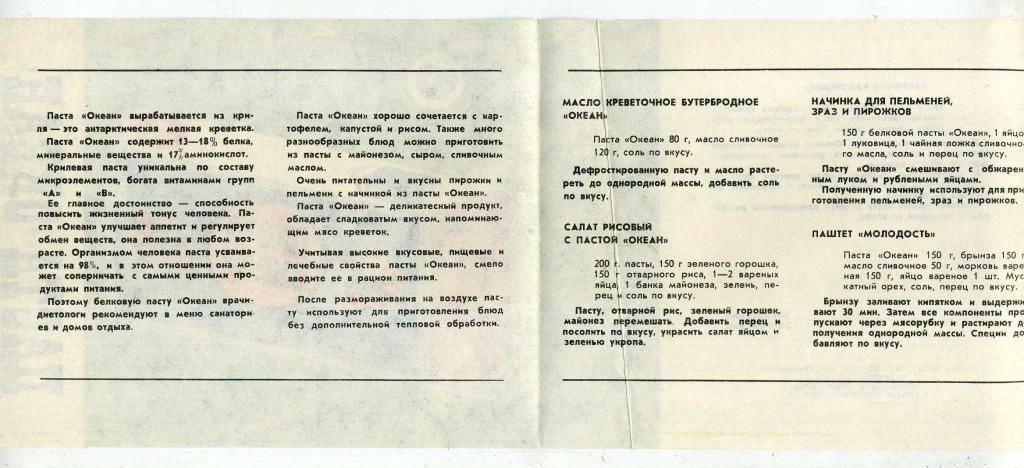 Паста «Океан» вырабатывается из кри-
ля — это антарктическая мелкая креветка.
Паста «Океан» содержит 13—18% белка,
минеральные вещества и 17% аминокислот.
Крилевая паста уникальна по составу
микроэлементов, богата витаминами групп
«А» и «В».
Ее главное достоинство — способность
повысить жизненный тонус человека. Па-
ста «Океан» улучшает аппетит и регулирует
обмен веществ, она полезна в любом воз-
расте. Организмом человека паста усваива-
ется на 98%, и в этом отношении она мо-
жет соперничать с самыми ценными про-
дуктами питания.
Поэтому белковую пасту «Океан» врачи-
диетологи рекомендуют в меню санатори-
ев и домов отдыха.
Паста «Океан» хорошо сочетается с кар-
тофелем, капустой и рисом. Также много
разнообразных блюд можно приготовить
из пасты с майонезом, сыром, сливочным
маслом.
Очень питательны и вкусны пирожки и
пельмени с начинкой из пасты «Океан».
Паста «Океан» — деликатесный продукт,
обладает сладковатым вкусом, напоминаю-
щим мясо креветок.
Учитывая высокие вкусовые, пищевые и
лечебные свойства пасты «Океан», смело
вводите ее в рацион питания.
После размораживания на воздухе пас-
ту используют для приготовления блюд
без дополнительной тепловой обработки.
МАСЛО КРЕВЕТОЧНОЕ БУТЕРБРОДНОЕ
«ОКЕАН»
Паста «Океан» 80 г, масло сливочное
120 г, соль по вкусу.
Дефростированную пасту и масло расте-
реть до однородной массы, добавить соль
по вкусу.
САЛАТ РИСОВЫЙ
С ПАСТОЙ «ОКЕАН»
200 г. пасты, 150 г зеленого горошка,
150 г отварного риса, 1—2 вареных
яйца, 1 банка майонеза, зелень, пе-
рец и соль по вкусу.
Пасту, отварной рис, зеленый горошек,
майонез перемешать. Добавить перец и
посолить по вкусу, украсить салат яйцом и
зеленью укропа.
НАЧИНКА ДЛЯ ПЕЛЬМЕНЕЙ,
ЗРАЗ И ПИРОЖКОВ
150 г белковой пасты «Океан», 1 яйцо
1 луковица, 1 чайная ложка сливочно-
го масла, соль и перец по вкусу.
Пасту «Океан» смешивают с обжарен
ным луком и рублеными яйцами.
Полученную начинку используют для при
готовления пельменей, зраз и пирожков.
ПАШТЕТ «МОЛОДОСТЬ»
Паста «Океан» 150 г, брынза 150 г
масло сливочное 50 г, морковь варе
ная 150 г, яйцо вареное 1 шт. Мус
катный орех, соль, перец по вкусу.
Брынзу заливают кипятком и выдержи
вают 30 мин. Затем все компоненты про
пускают через мясорубку и растирают д
получения однородной массы. Специи до
бавляют по вкусу.